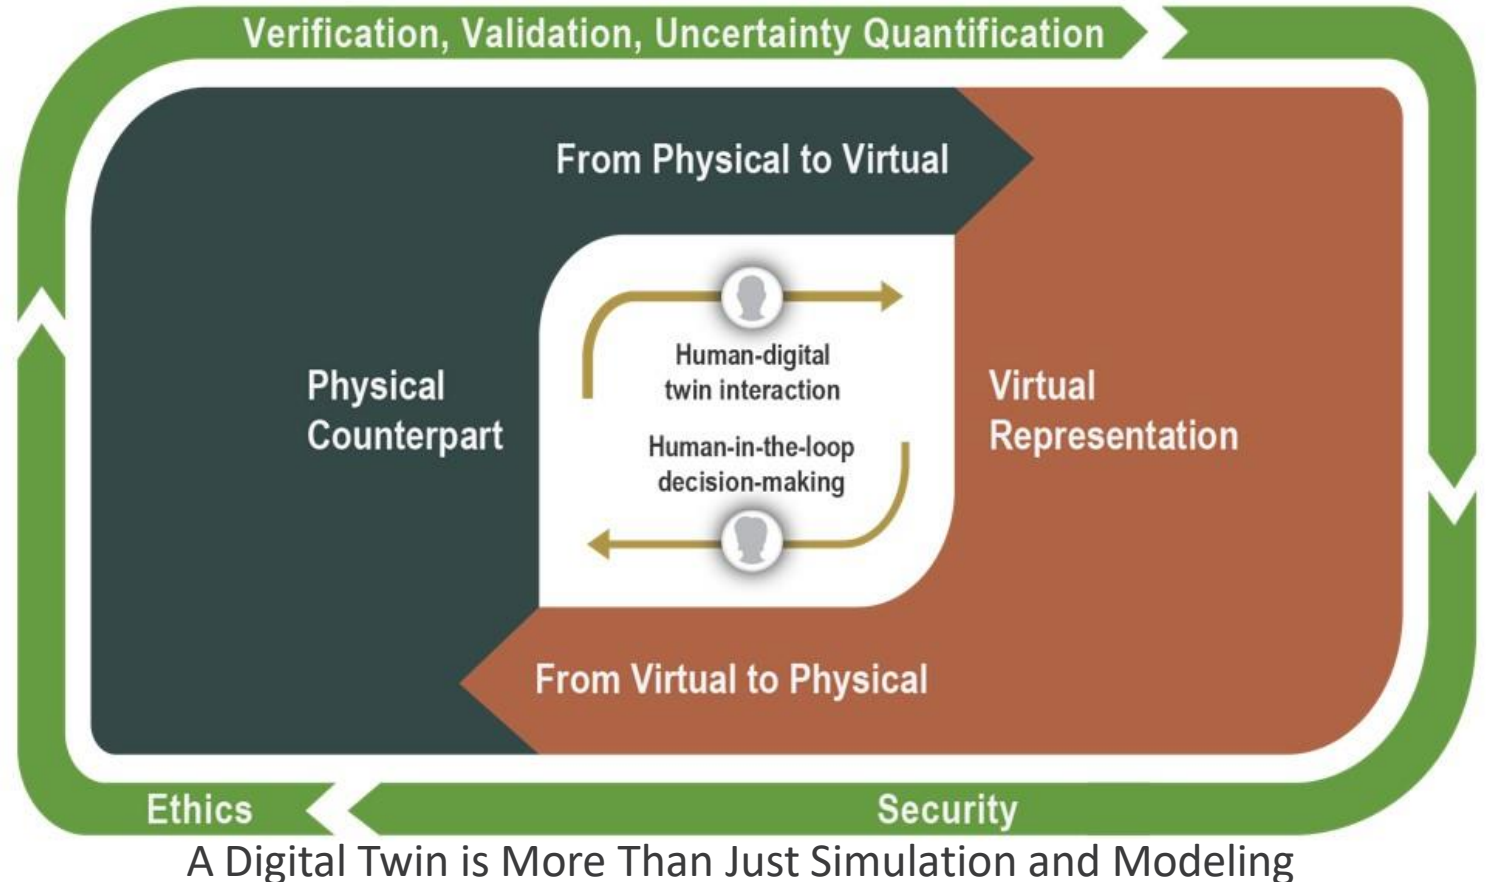 Verification, Validation, Uncertainty Quantification
From Physical to Virtual
Physical
Counterpart
Human-digital
twin interaction
Human-in-the-loop
decision-making
Virtual
Representation
From Virtual to Physical
Ethics
Security
A Digital Twin is More Than Just Simulation and Modeling